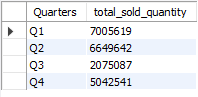 Quarters total_sold_quantity
Q1 7005619
Q2 6649642
Q3 2075087
Q4 5042541